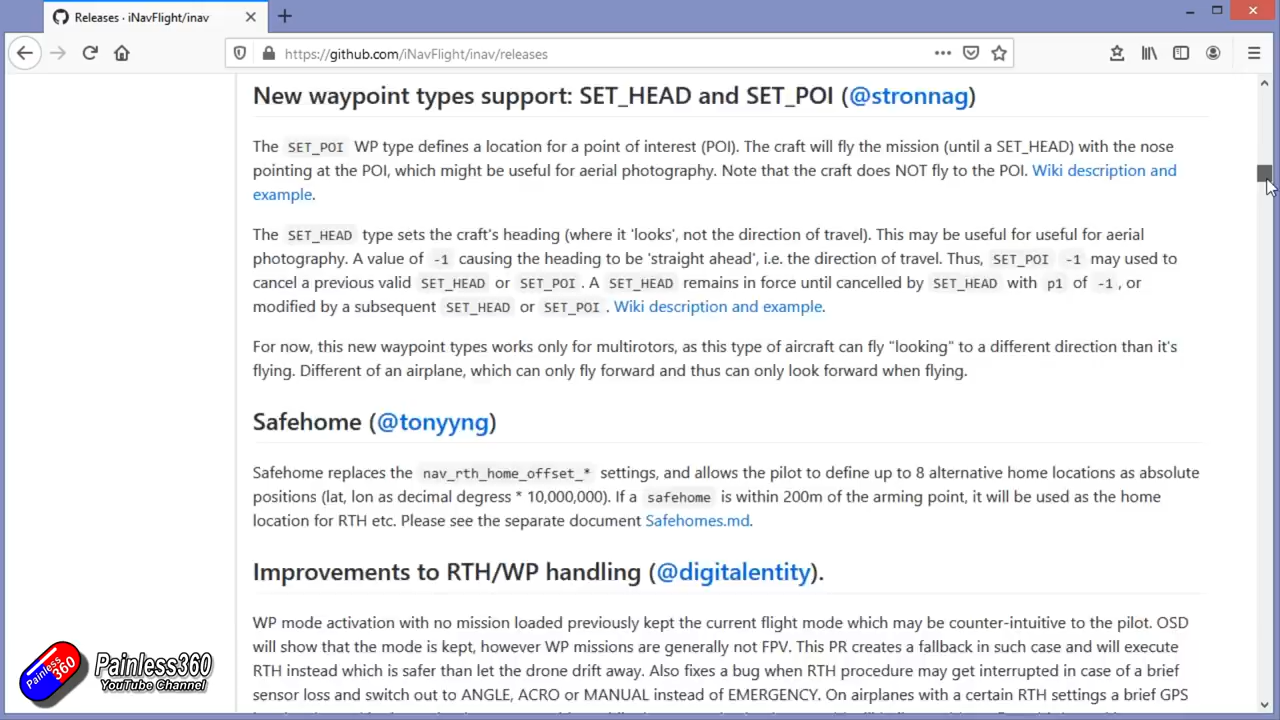 Releases · iNavFlight/inav
https://github.com/iNavFlight/inav/releases
New waypoint types support: SET_HEAD and SET_POI (@stronnag)
The SET_POI WP type defines a location for a point of interest (POI). The craft will fly the mission (until a SET_HEAD) with the nose
pointing at the POI, which might be useful for aerial photography. Note that the craft does NOT fly to the POI. Wiki description and
example.
The SET_HEAD type sets the craft's heading (where it 'looks', not the direction of travel). This may be useful for useful for aerial
photography. A value of -1 causing the heading to be 'straight ahead', i.e. the direction of travel. Thus, SET_POI -1 may used to
cancel a previous valid SET_HEAD or SET_POI. A SET_HEAD remains in force until cancelled by SET_HEAD with p1 of -1, or
modified by a subsequent SET_HEAD or SET_POI. Wiki description and example.
For now, this new waypoint types works only for multirotors, as this type of aircraft can fly "looking" to a different direction than it's
flying. Different of an airplane, which can only fly forward and thus can only look forward when flying.
Safehome (@tonyyng)
Safehome replaces the nav_rth_home_offset_* settings, and allows the pilot to define up to 8 alternative home locations as absolute
positions (lat, lon as decimal degress * 10,000,000). If a safehome is within 200m of the arming point, it will be used as the home
location for RTH etc. Please see the separate document Safehomes.md.
Improvements to RTH/WP handling (@digitalentity).
WP mode activation with no mission loaded previously kept the current flight mode which may be counter-intuitive to the pilot. OSD
will show that the mode is kept, however WP missions are generally not FPV. This PR creates a fallback in such case and will execute
RTH instead which is safer than let the drone drift away. Also fixes a bug when RTH procedure may get interrupted in case of a brief
sensor loss and switch out to ANGLE, ACRO or MANUAL instead of EMERGENCY. On airplanes with a certain RTH settings a brief GPS
Painless360
Painless360
YouTube Channel